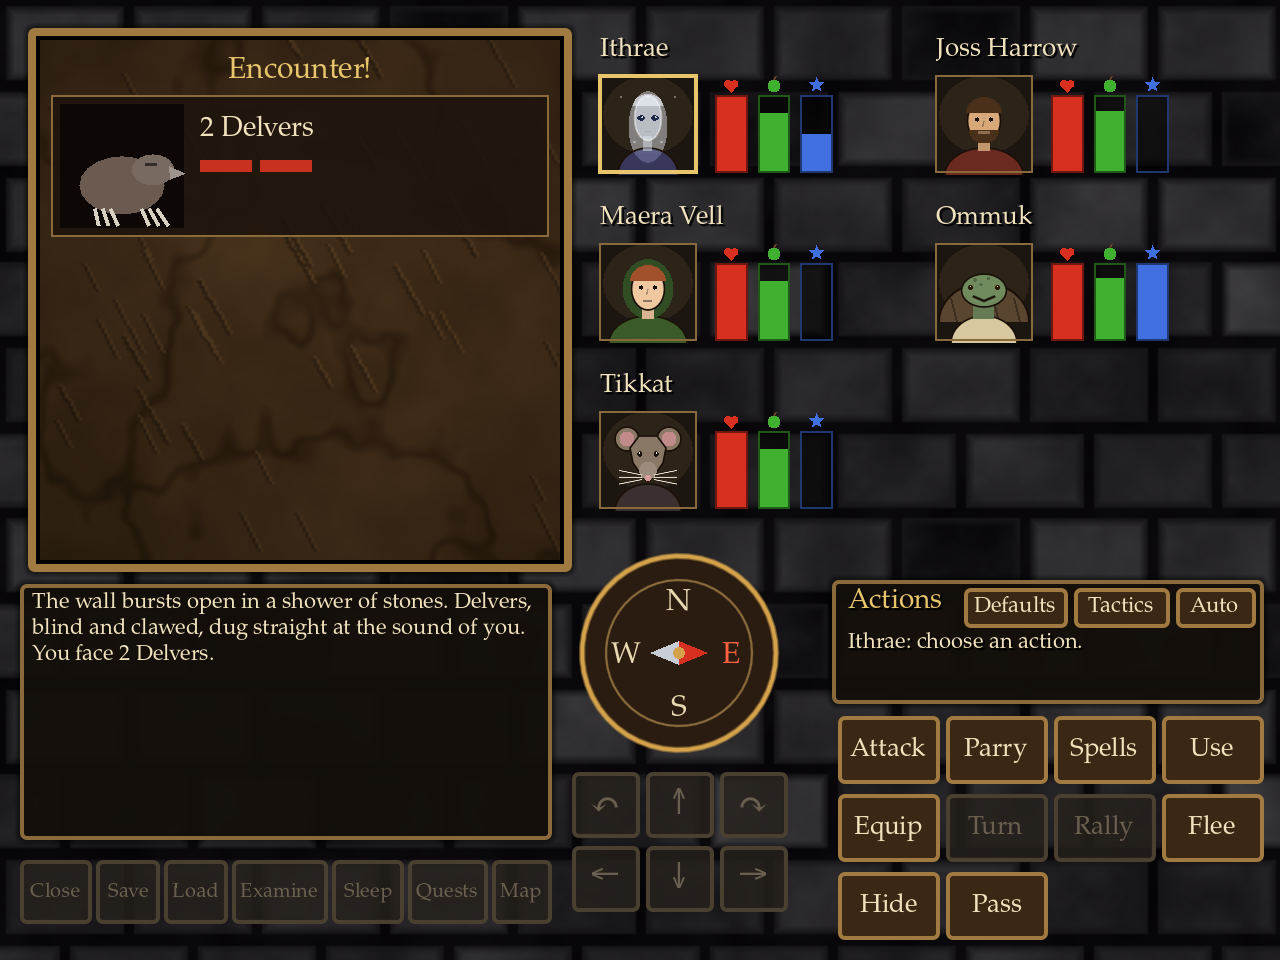 Encounter!
2 Delvers
Ithrae
Joss Harrow
Maera Vell
Ommuk
Tikkat
The wall bursts open in a shower of stones. Delvers,
blind and clawed, dug straight at the sound of you.
You face 2 Delvers.
N
W E
S
Actions Defaults Tactics Auto
Ithrae: choose an action.
Attack Parry Spells Use
Equip Turn Rally Flee
Hide Pass
Close Save Load Examine Sleep Quests Map